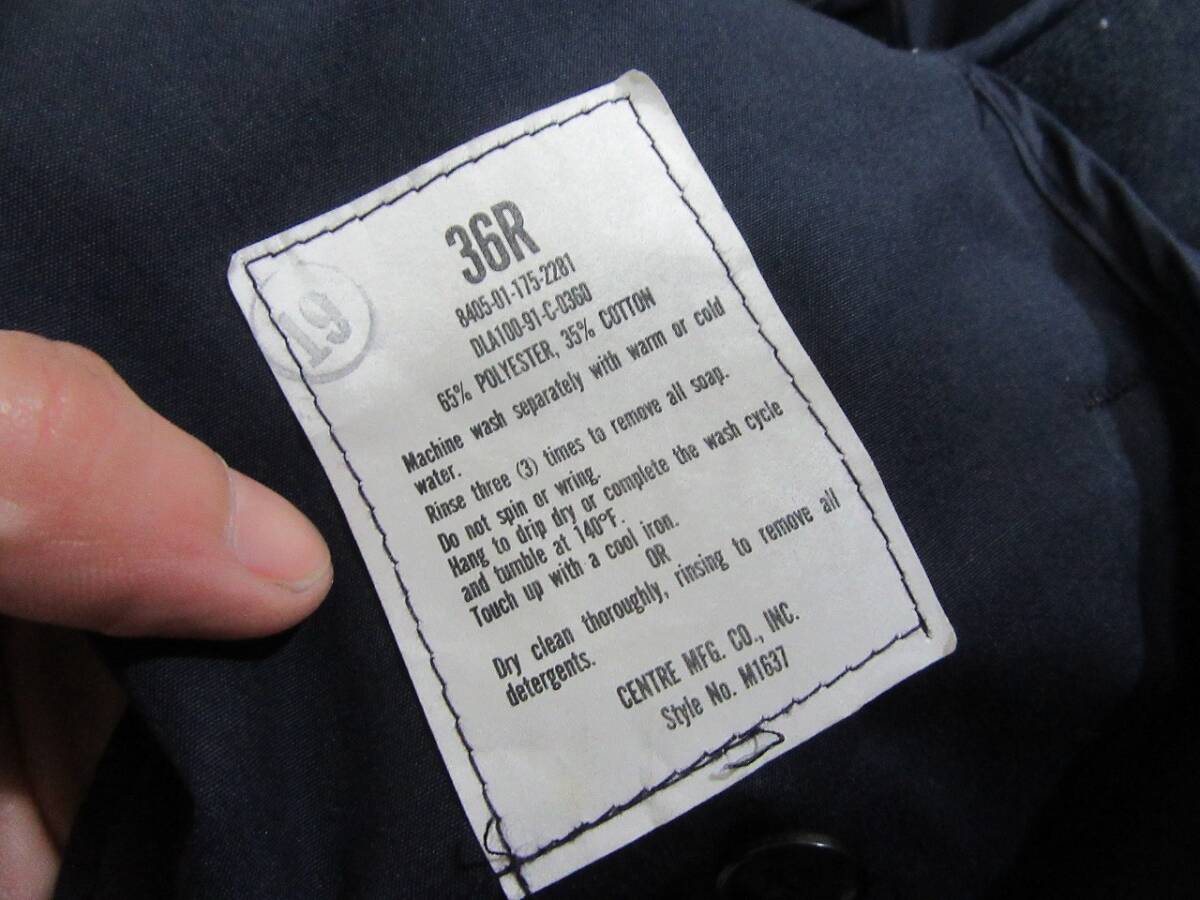 36R
8405-01-175-2281
DLA100-91-C-0360
65% POLYESTER, 35% COTTON
Machine wash separately with warm or cold
water.
Rinse three (3) times to remove all soap.
Do not spin or wring.
Hang to drip dry or complete the wash cycle
and tumble at 140°F.
Touch up with a cool iron.
OR
Dry clean thoroughly, rinsing to remove all
detergents.
CENTRE MFG. CO., INC.
Style No. M1637
19